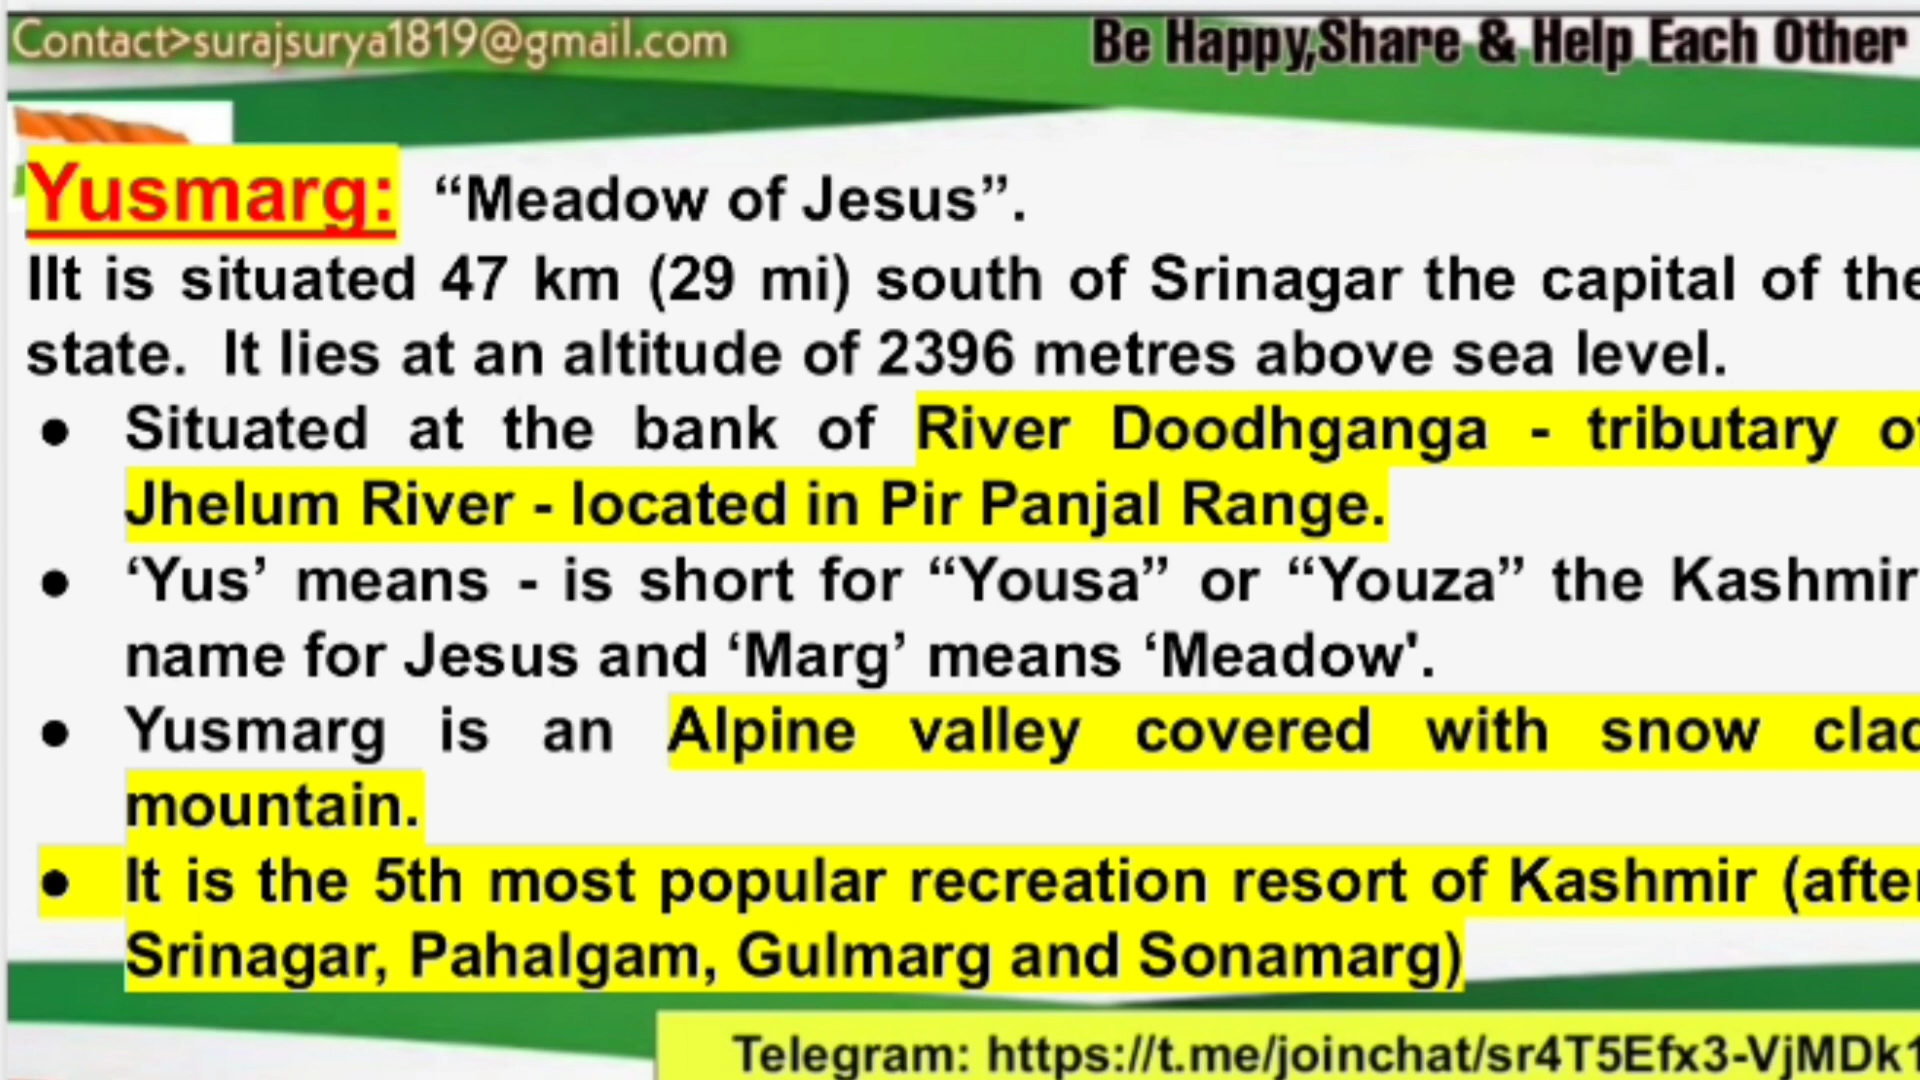 Contact>surajsurya1819@gmail.com
Be Happy,Share & Help Each Other
Yusmarg: “Meadow of Jesus”.
IIt is situated 47 km (29 mi) south of Srinagar the capital of the
state. It lies at an altitude of 2396 metres above sea level.
● Situated at the bank of River Doodhganga - tributary of
Jhelum River - located in Pir Panjal Range.
● ‘Yus’ means - is short for “Yousa” or “Youza” the Kashmir
name for Jesus and ‘Marg’ means ‘Meadow'.
● Yusmarg is an Alpine valley covered with snow clad
mountain.
● It is the 5th most popular recreation resort of Kashmir (after
Srinagar, Pahalgam, Gulmarg and Sonamarg)
Telegram: https://t.me/joinchat/sr4T5Efx3-VjMDk1